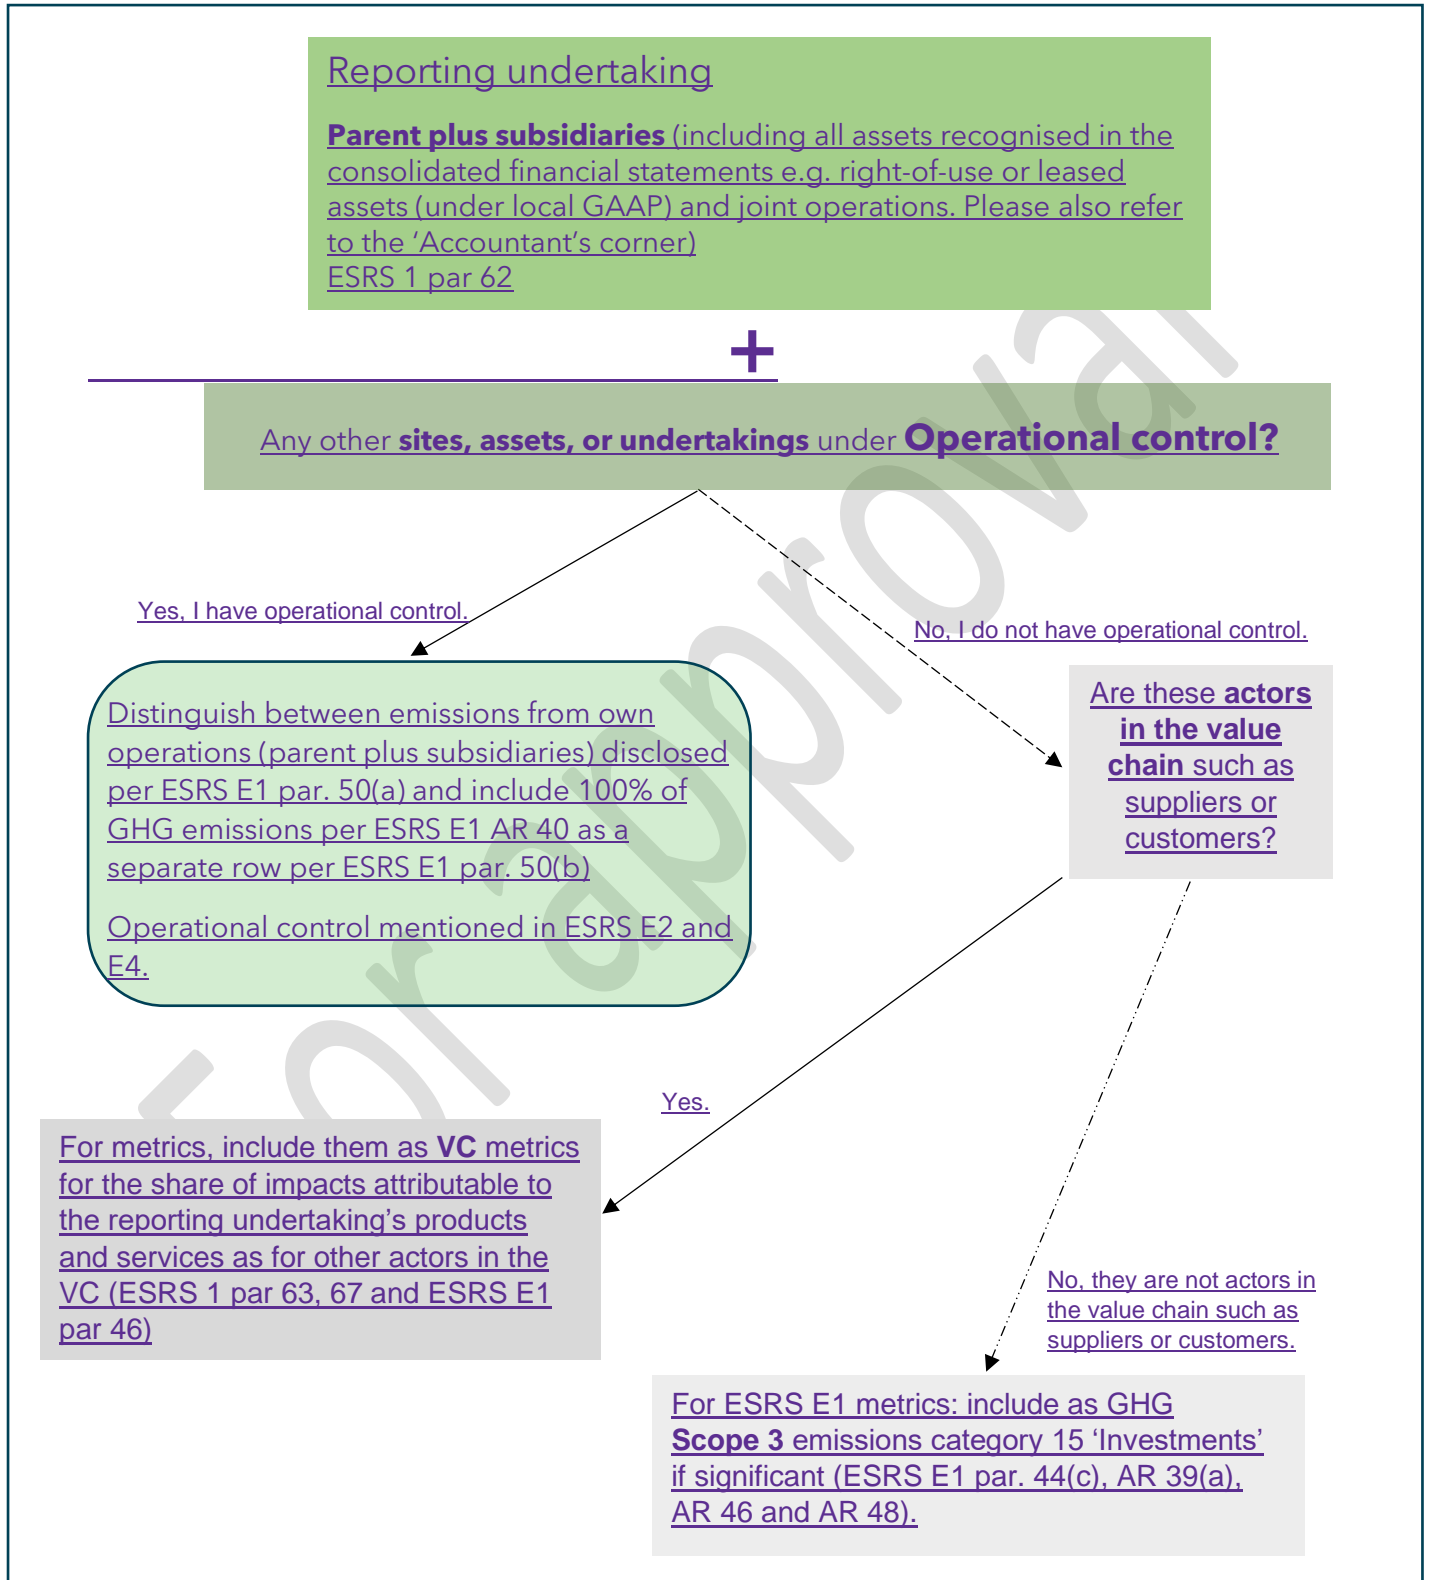 Reporting undertaking
Parent plus subsidiaries (including all assets recognised in the
consolidated financial statements e.g. right-of-use or leased
assets (under local GAAP) and joint operations. Please also refer
to the ‘Accountant’s corner)
ESRS 1 par 62
+
Any other sites, assets, or undertakings under Operational control?
Yes, I have operational control.
No, I do not have operational control.
Distinguish between emissions from own
operations (parent plus subsidiaries) disclosed
per ESRS E1 par. 50(a) and include 100% of
GHG emissions per ESRS E1 AR 40 as a
separate row per ESRS E1 par. 50(b)
Operational control mentioned in ESRS E2 and
E4.
Are these actors
in the value
chain such as
suppliers or
customers?
Yes.
For metrics, include them as VC metrics
for the share of impacts attributable to
the reporting undertaking’s products
and services as for other actors in the
VC (ESRS 1 par 63, 67 and ESRS E1
par 46)
No, they are not actors in
the value chain such as
suppliers or customers.
For ESRS E1 metrics: include as GHG
Scope 3 emissions category 15 ‘Investments’
if significant (ESRS E1 par. 44(c), AR 39(a),
AR 46 and AR 48).
For approval